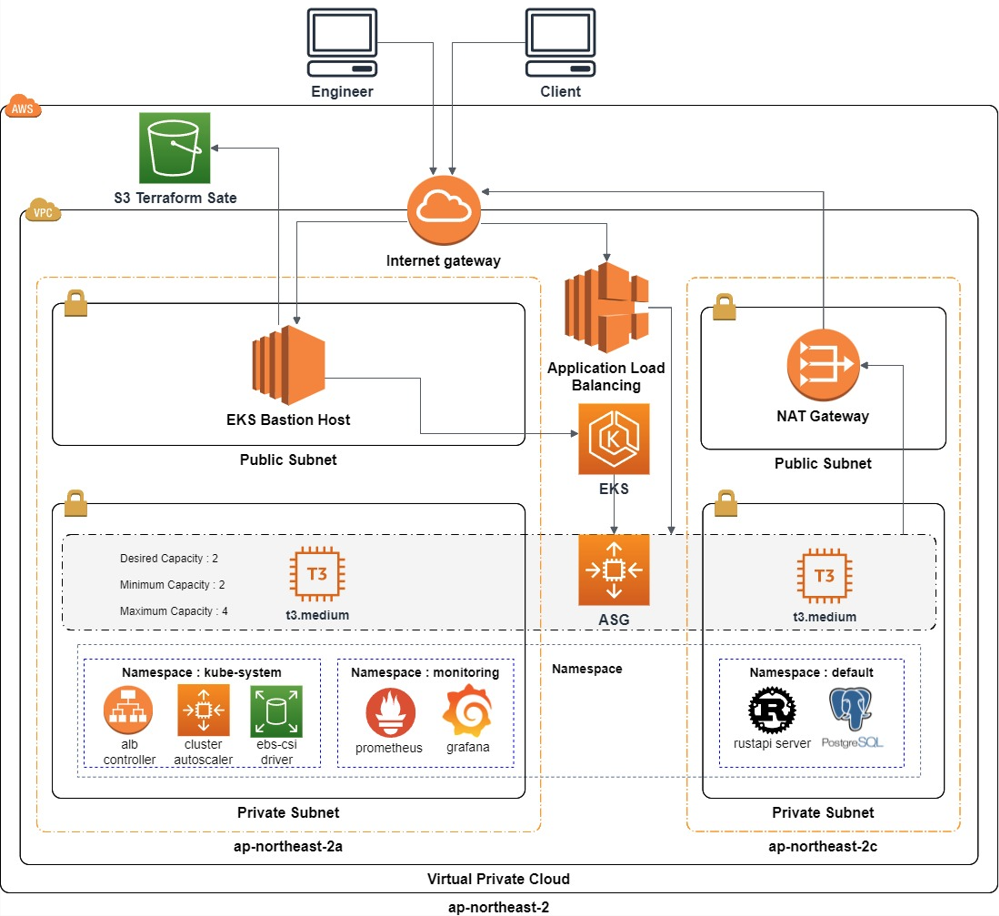 Engineer
Client
AWS
S3 Terraform Sate
VPC
Internet gateway
Application Load
Balancing
EKS Bastion Host
NAT Gateway
Public Subnet
Public Subnet
K
EKS
Desired Capacity : 2
Minimum Capacity : 2
Maximum Capacity : 4
T3
t3.medium
ASG
T3
t3.medium
Namespace
Namespace : kube-system
alb
controller
cluster
autoscaler
ebs-csi
driver
Namespace : monitoring
prometheus
grafana
Namespace : default
R
rustapi server
PostgreSQL
Private Subnet
Private Subnet
ap-northeast-2a
ap-northeast-2c
Virtual Private Cloud
ap-northeast-2